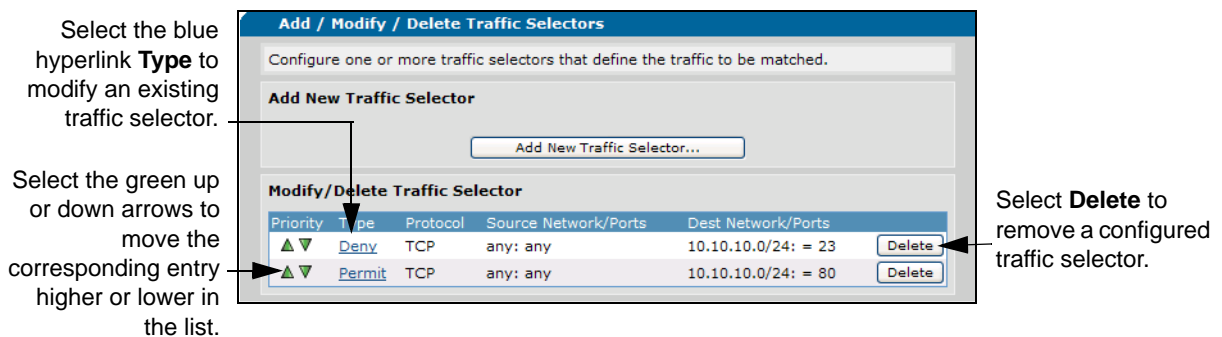 Select the blue
hyperlink Type to
modify an existing
traffic selector.
Select the green up
or down arrows to
move the
corresponding entry
higher or lower in
the list.
Add / Modify / Delete Traffic Selectors
Configure one or more traffic selectors that define the traffic to be matched.
Add New Traffic Selector
Add New Traffic Selector...
Modify/Delete Traffic Selector
Priority Type Protocol Source Network/Ports Dest Network/Ports
Deny TCP any: any 10.10.10.0/24: = 23 Delete
Permit TCP any: any 10.10.10.0/24: = 80 Delete
Select Delete to
remove a configured
traffic selector.